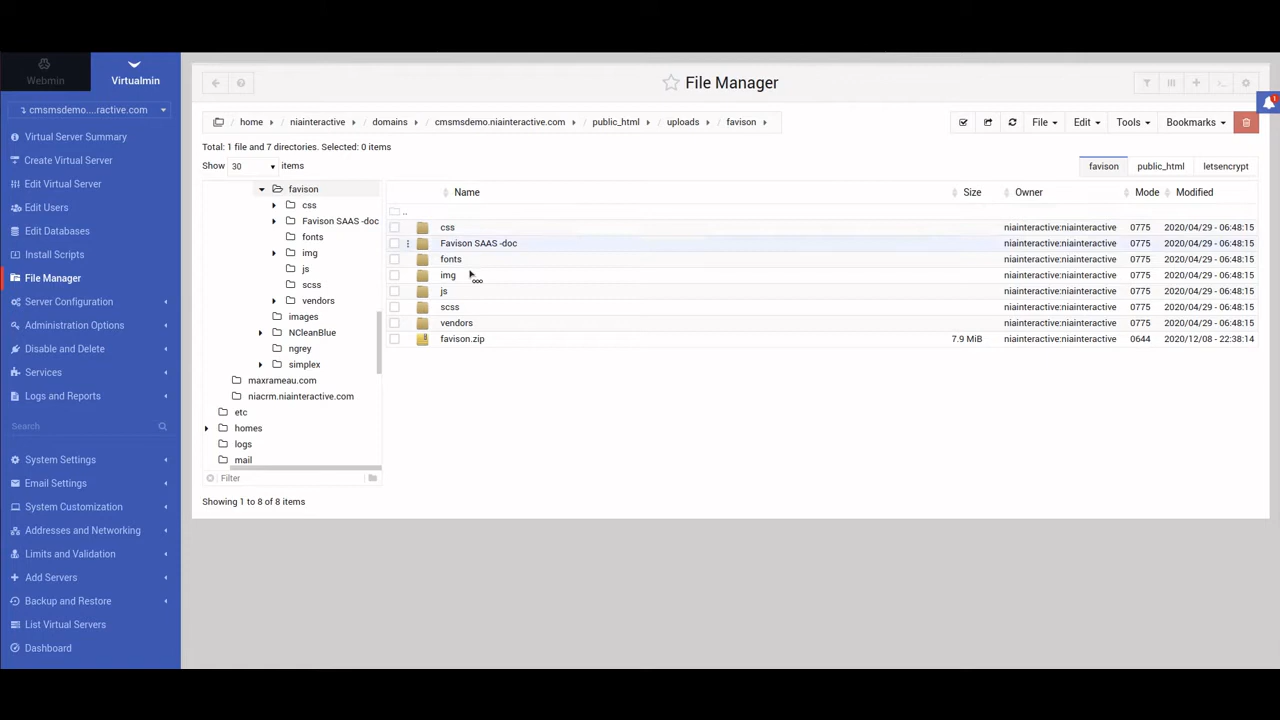 Webmin
Virtualmin
cmsmsdemo....ractive.com
Virtual Server Summary
Create Virtual Server
Edit Virtual Server
Edit Users
Edit Databases
Install Scripts
File Manager
Server Configuration
Administration Options
Disable and Delete
Services
Logs and Reports
Search
System Settings
Email Settings
System Customization
Addresses and Networking
Limits and Validation
Add Servers
Backup and Restore
List Virtual Servers
Dashboard
File Manager
1
home niainteractive domains cmsmsdemo.niainteractive.com public_html uploads favison
File Edit Tools Bookmarks
Total: 1 file and 7 directories. Selected: 0 items
Show 30 items
favison public_html letsencrypt
favison
css
Favison SAAS -doc
fonts
img
js
scss
vendors
images
NCleanBlue
ngrey
simplex
maxrameau.com
niacrm.niainteractive.com
etc
homes
logs
mail
Filter
Name Size Owner Mode Modified
..
css niainteractive:niainteractive 0775 2020/04/29 - 06:48:15
Favison SAAS -doc niainteractive:niainteractive 0775 2020/04/29 - 06:48:15
fonts niainteractive:niainteractive 0775 2020/04/29 - 06:48:15
img niainteractive:niainteractive 0775 2020/04/29 - 06:48:15
js niainteractive:niainteractive 0775 2020/04/29 - 06:48:15
scss niainteractive:niainteractive 0775 2020/04/29 - 06:48:15
vendors niainteractive:niainteractive 0775 2020/04/29 - 06:48:15
favison.zip 7.9 MiB niainteractive:niainteractive 0644 2020/12/08 - 22:38:14
Showing 1 to 8 of 8 items